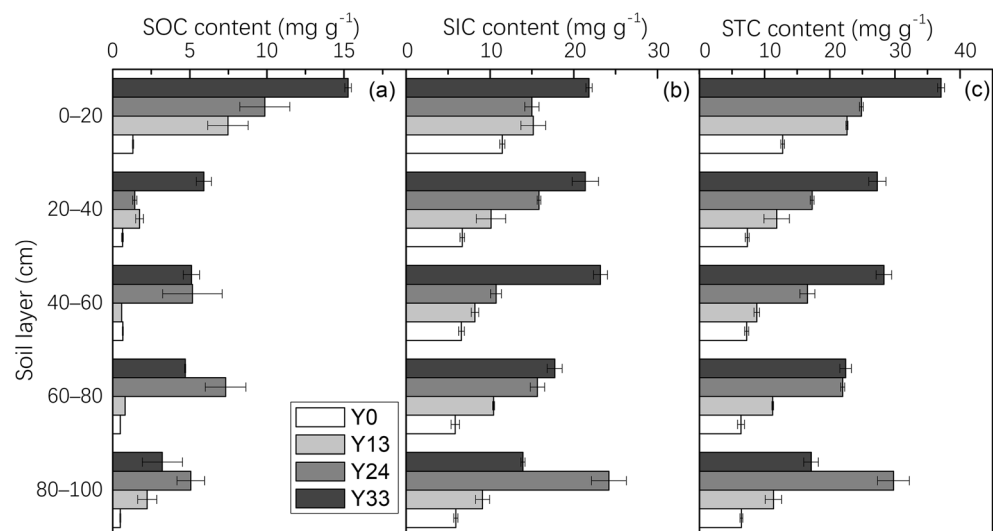 SOC content (mg g⁻¹) SIC content (mg g⁻¹) STC content (mg g⁻¹)
0 5 10 15 0 10 20 30 0 10 20 30 40
(a) (b) (c)
Soil layer (cm)
0–20
20–40
40–60
60–80
80–100
Y0
Y13
Y24
Y33